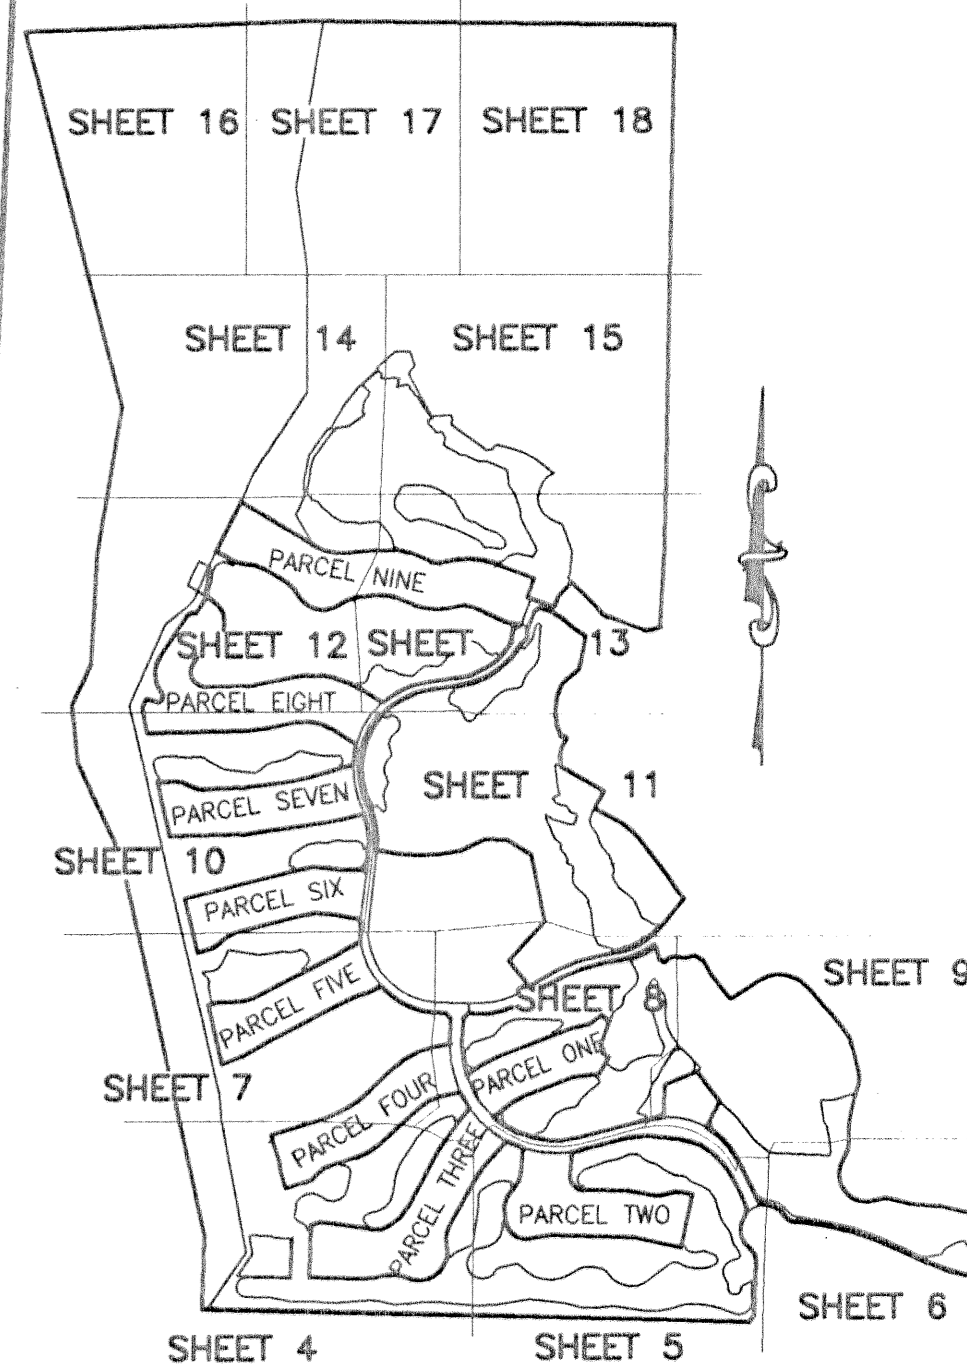 SHEET 16
SHEET 17
SHEET 18
SHEET 14
SHEET 15
PARCEL NINE
SHEET 12
SHEET 13
PARCEL EIGHT
SHEET 11
PARCEL SEVEN
SHEET 10
PARCEL SIX
SHEET 9
PARCEL FIVE
SHEET 8
PARCEL ONE
SHEET 7
PARCEL FOUR
PARCEL THREE
PARCEL TWO
SHEET 6
SHEET 4
SHEET 5